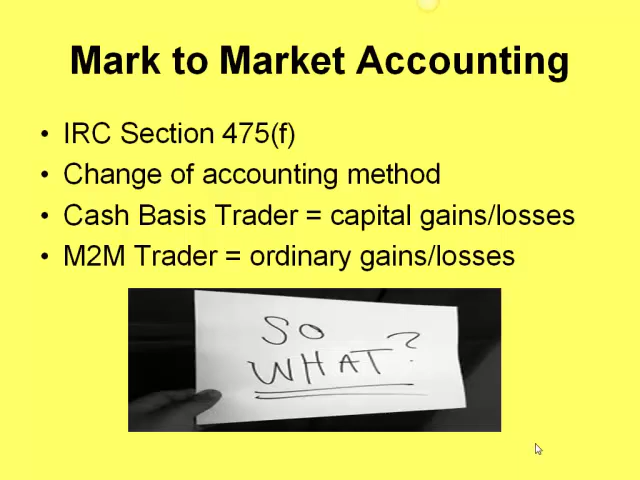 Mark to Market Accounting
• IRC Section 475(f)
• Change of accounting method
• Cash Basis Trader = capital gains/losses
• M2M Trader = ordinary gains/losses
SO
WHAT?